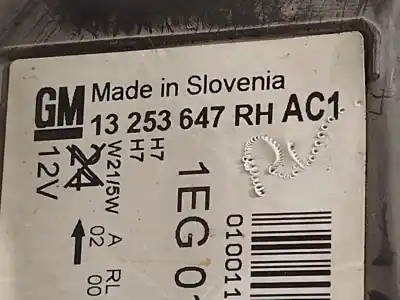 GM Made in Slovenia
13 253 647 RH AC1
12V
24
W21/5W
H7
H7
A
02
RL
00
1EG 0
010011